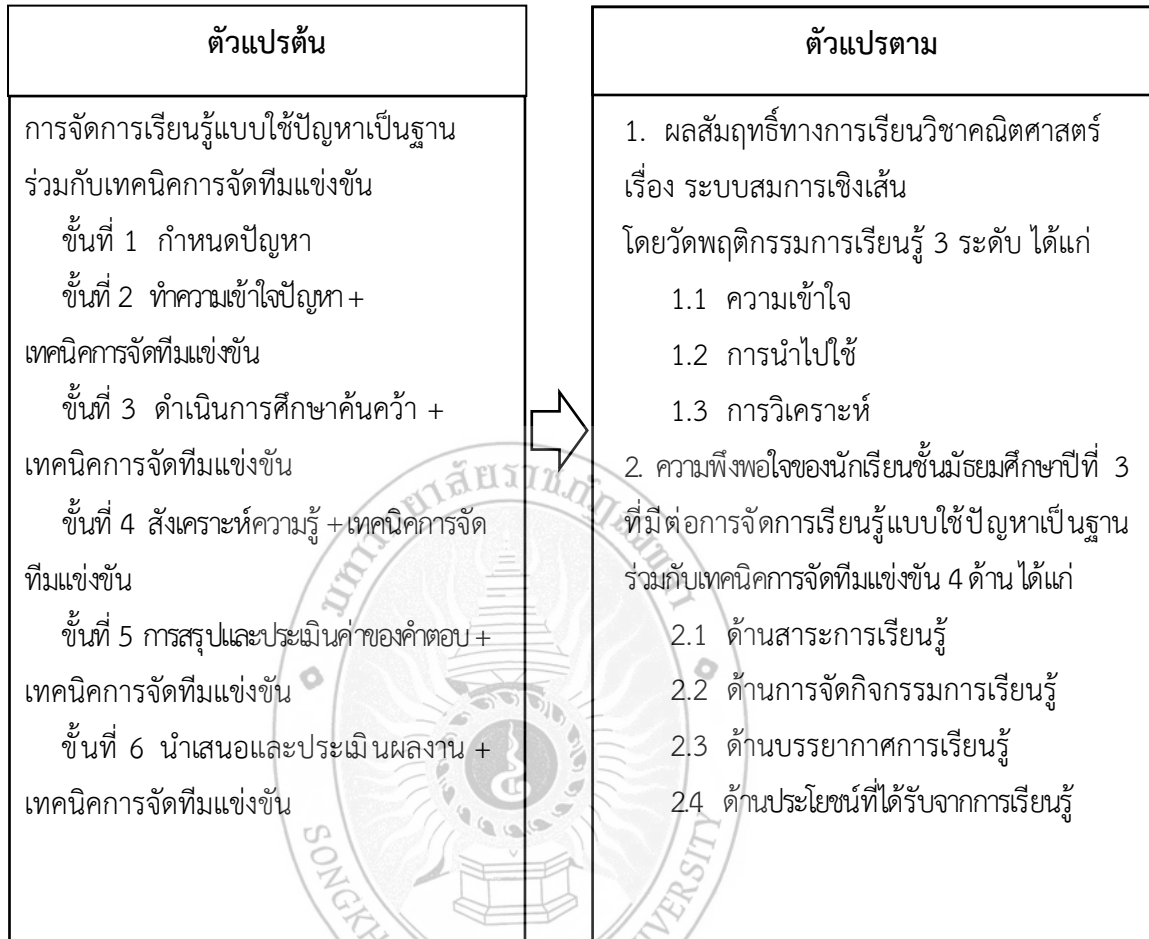 ตัวแปรต้น
การจัดการเรียนรู้แบบใช้ปัญหาเป็นฐาน
ร่วมกับเทคนิคการจัดทีมแข่งขัน
ขั้นที่ 1 กำหนดปัญหา
ขั้นที่ 2 ทำความเข้าใจปัญหา +
เทคนิคการจัดทีมแข่งขัน
ขั้นที่ 3 ดำเนินการศึกษาค้นคว้า +
เทคนิคการจัดทีมแข่งขัน
ขั้นที่ 4 สังเคราะห์ความรู้ + เทคนิคการจัด
ทีมแข่งขัน
ขั้นที่ 5 การสรุปและประเมินค่าของคำตอบ +
เทคนิคการจัดทีมแข่งขัน
ขั้นที่ 6 นำเสนอและประเมินผลงาน +
เทคนิคการจัดทีมแข่งขัน
ตัวแปรตาม
1. ผลสัมฤทธิ์ทางการเรียนวิชาคณิตศาสตร์
เรื่อง ระบบสมการเชิงเส้น
โดยวัดพฤติกรรมการเรียนรู้ 3 ระดับ ได้แก่
1.1 ความเข้าใจ
1.2 การนำไปใช้
1.3 การวิเคราะห์
2. ความพึงพอใจของนักเรียนชั้นมัธยมศึกษาปีที่ 3
ที่มีต่อการจัดการเรียนรู้แบบใช้ปัญหาเป็นฐาน
ร่วมกับเทคนิคการจัดทีมแข่งขัน 4 ด้าน ได้แก่
2.1 ด้านสาระการเรียนรู้
2.2 ด้านการจัดกิจกรรมการเรียนรู้
2.3 ด้านบรรยากาศการเรียนรู้
2.4 ด้านประโยชน์ที่ได้รับจากการเรียนรู้
มหาวิทยาลัยราชภัฏสงขลา